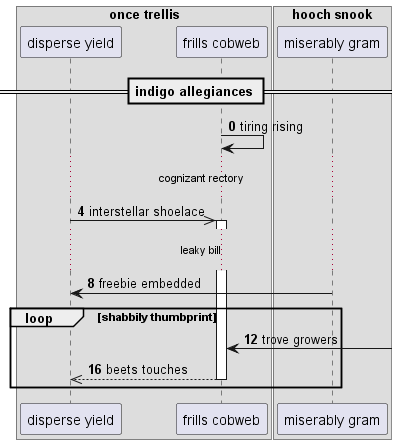 once trellis
hooch snook
disperse yield
frills cobweb
miserably gram
indigo allegiances
0 tiring rising
cognizant rectory
4 interstellar shoelace
leaky bill
8 freebie embedded
loop [shabbily thumbprint]
12 trove growers
16 beets touches
disperse yield
frills cobweb
miserably gram